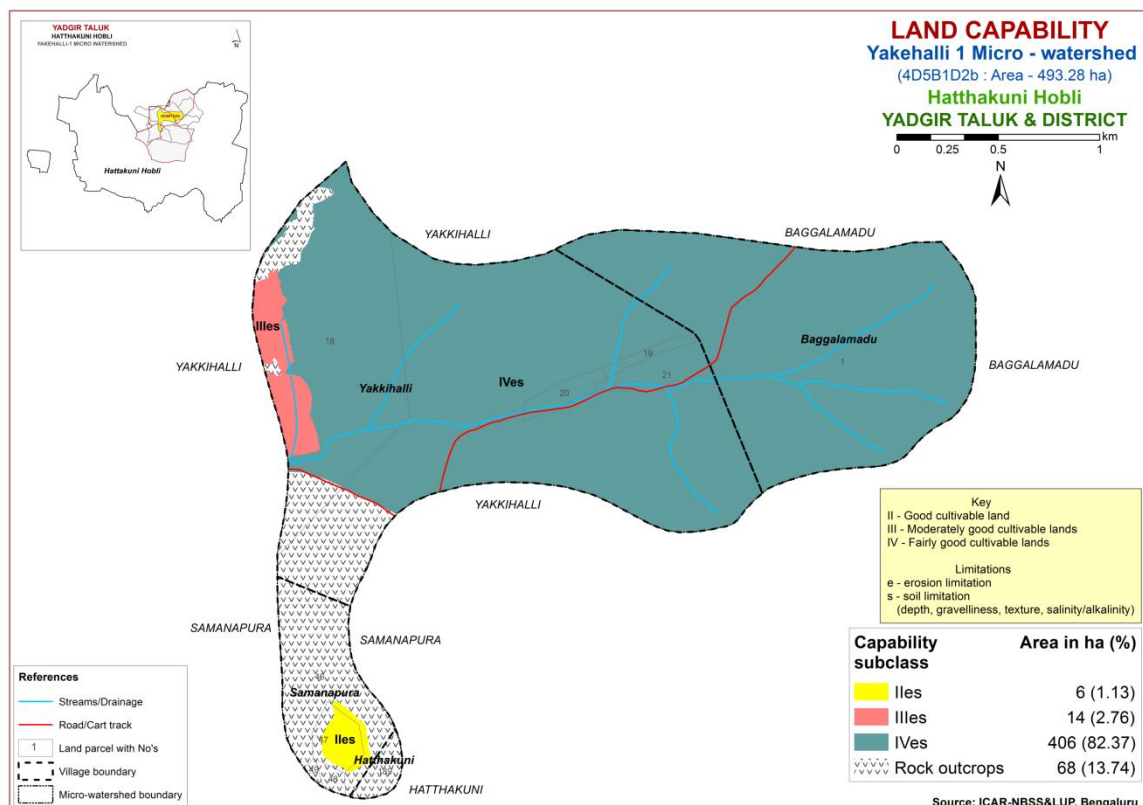 YADGIR TALUK
HATTHAKUNI HOBLI
YAKEHALLI-1 MICRO WATERSHED
N
Hattakuni Hobli
LAND CAPABILITY
Yakehalli 1 Micro - watershed
(4D5B1D2b : Area - 493.28 ha)
Hatthakuni Hobli
YADGIR TALUK & DISTRICT
km
0 0.25 0.5 1
N
YAKKIHALLI
BAGGALAMADU
IIIes
18
19
Baggalamadu
YAKKIHALLI
BAGGALAMADU
1
21
IVes
Yakkihalli
20
YAKKIHALLI
SAMANAPURA
SAMANAPURA
Samanapura
47
IIes
Hatthakuni
HATTHAKUNI
Key
II - Good cultivable land
III - Moderately good cultivable lands
IV - Fairly good cultivable lands
Limitations
e - erosion limitation
s - soil limitation
(depth, gravelliness, texture, salinity/alkalinity)
Capability subclass Area in ha (%)
IIes 6 (1.13)
IIIes 14 (2.76)
IVes 406 (82.37)
Rock outcrops 68 (13.74)
References
Streams/Drainage
Road/Cart track
1 Land parcel with No's
Village boundary
Micro-watershed boundary
Source: ICAR-NBSS&LUP, Bengaluru